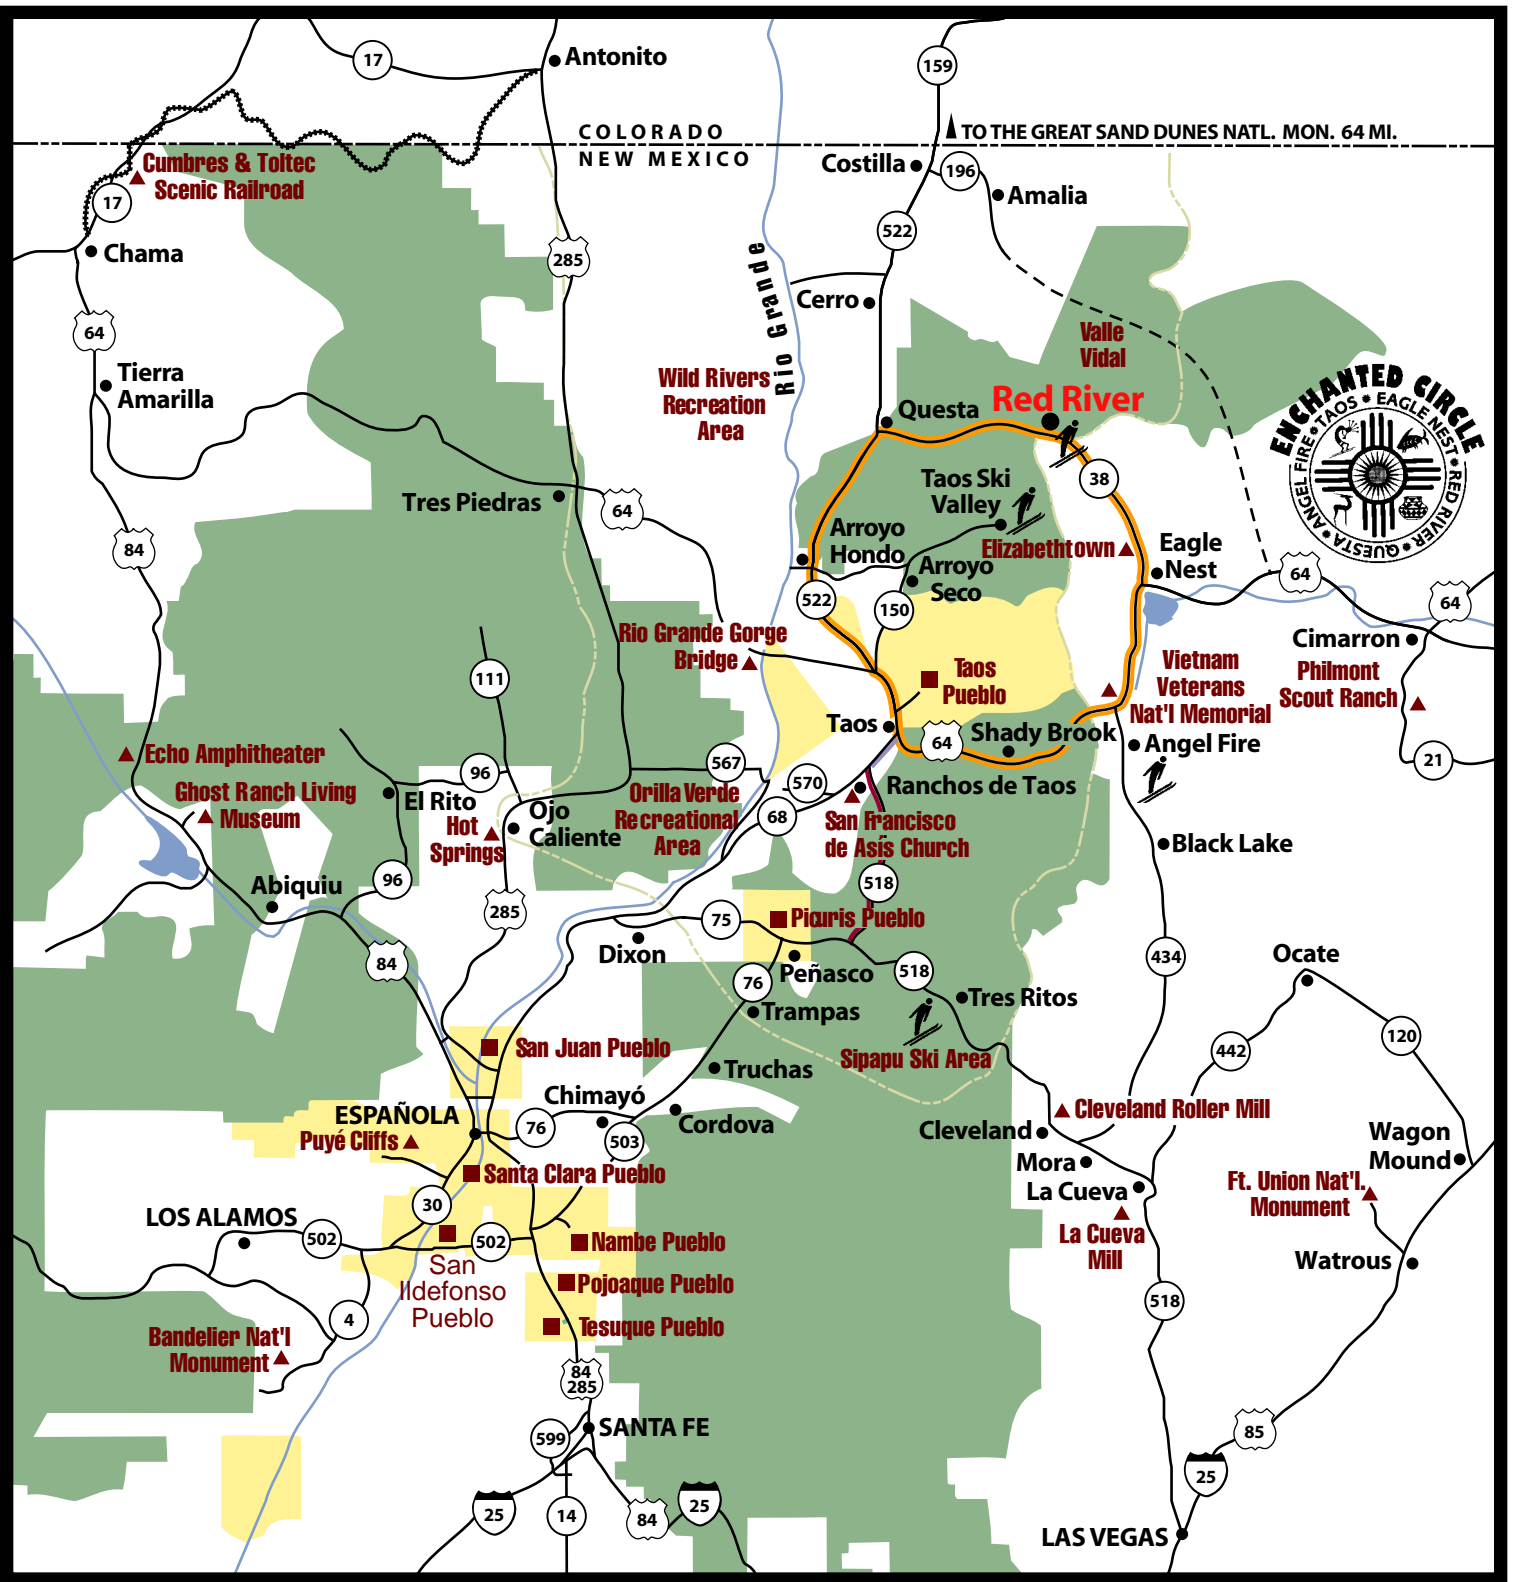 17
Antonito
159
COLORADO
NEW MEXICO
TO THE GREAT SAND DUNES NATL. MON. 64 MI.
Cumbres & Toltec
Scenic Railroad
17
Costilla
196
Amalia
Chama
285
522
Rio Grande
Cerro
64
Valle
Vidal
Tierra
Amarilla
Wild Rivers
Recreation
Area
Questa
Red River
ENCHANTED CIRCLE
TAOS * EAGLE NEST * RED RIVER * QUESTA * ANGEL FIRE *
38
Taos Ski
Valley
Tres Piedras
64
84
Arroyo
Hondo
Elizabethtown
Eagle
Nest
Arroyo
Seco
64
64
522
150
Rio Grande Gorge
Bridge
Cimarron
111
Taos
Pueblo
Vietnam
Veterans
Nat'l Memorial
Philmont
Scout Ranch
Taos
64
Shady Brook
Angel Fire
21
Echo Amphitheater
96
567
570
Ranchos de Taos
Ghost Ranch Living
Museum
El Rito
Hot
Springs
Ojo
Caliente
Orilla Verde
Recreational
Area
68
San Francisco
de Asís Church
Black Lake
96
Abiquiu
285
518
75
Picuris Pueblo
Dixon
84
Peñasco
518
434
Ocate
76
Trampas
Tres Ritos
San Juan Pueblo
Sipapu Ski Area
442
120
Truchas
Chimayó
ESPAÑOLA
76
Cordova
Cleveland Roller Mill
Puyé Cliffs
503
Cleveland
Wagon
Mound
Mora
Santa Clara Pueblo
La Cueva
Ft. Union Nat'l.
Monument
30
LOS ALAMOS
502
502
Nambe Pueblo
La Cueva
Mill
Watrous
San
Ildefonso
Pueblo
Pojoaque Pueblo
518
4
Tesuque Pueblo
Bandelier Nat'l
Monument
84
285
SANTA FE
599
85
25
25
14
84
25
LAS VEGAS